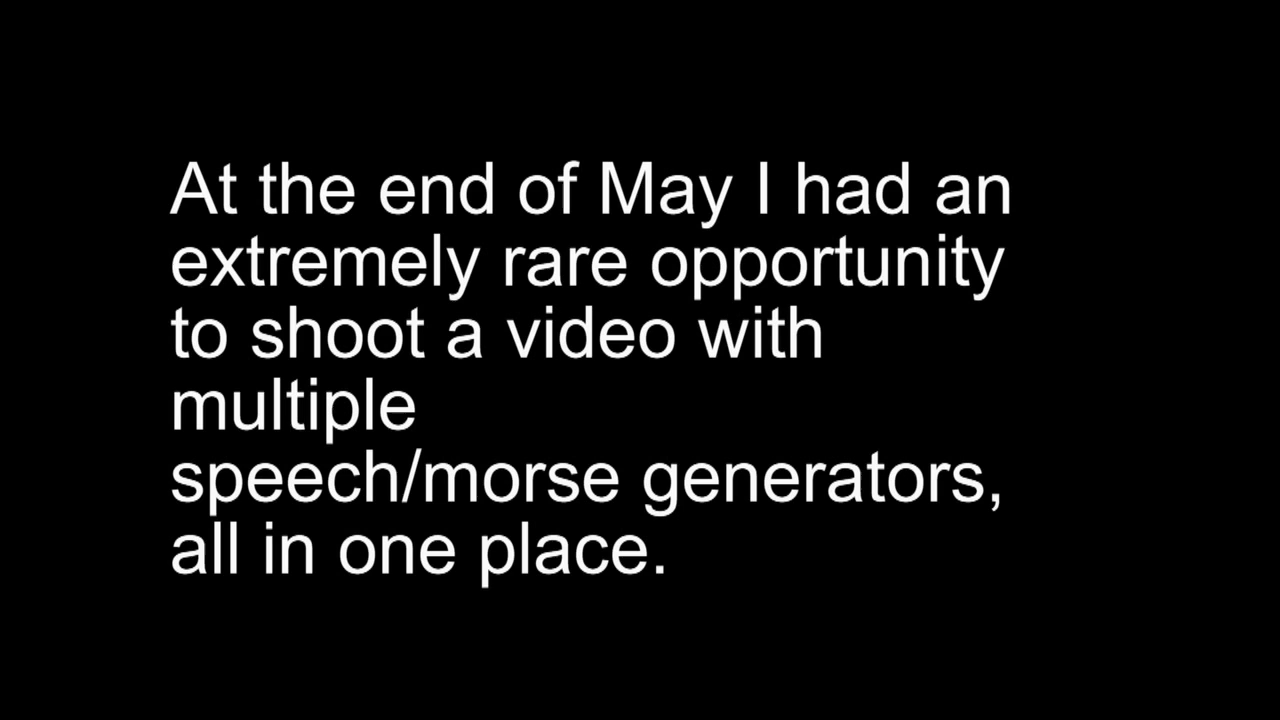 At the end of May I had an
extremely rare opportunity
to shoot a video with
multiple
speech/morse generators,
all in one place.